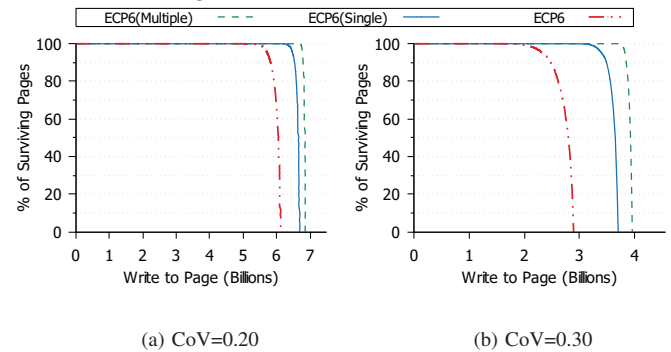 ECP6(Multiple) ECP6(Single) ECP6
100
80
60
40
20
0
% of Surviving Pages
0 1 2 3 4 5 6 7
Write to Page (Billions)
(a) CoV=0.20
100
80
60
40
20
0
% of Surviving Pages
0 1 2 3 4
Write to Page (Billions)
(b) CoV=0.30